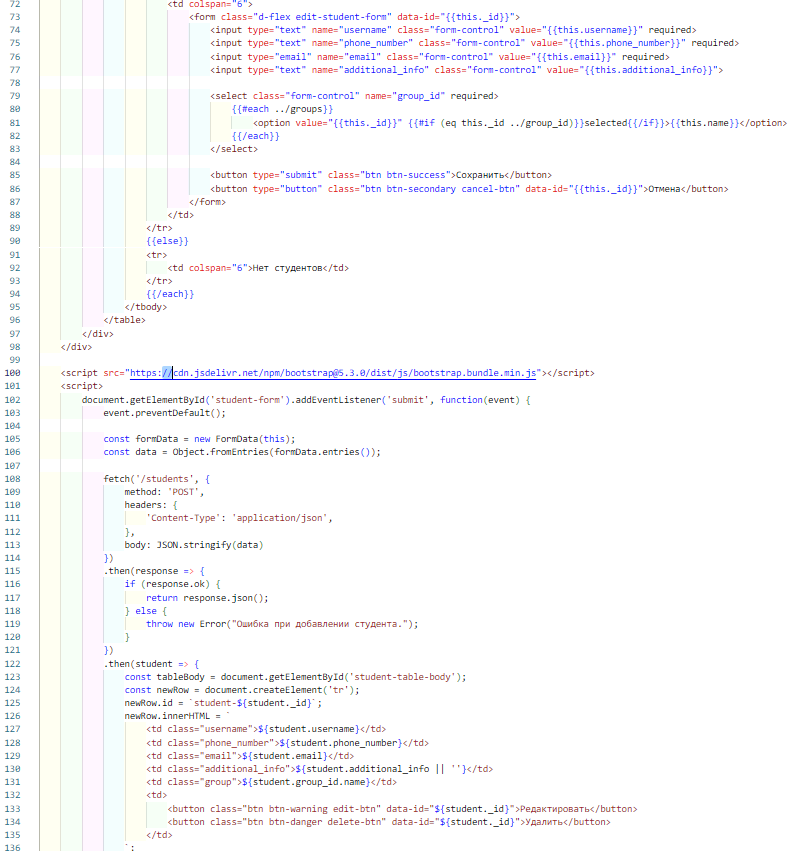 72 <td colspan="6">
73 <form class="d-flex edit-student-form" data-id="{{this._id}}">
74 <input type="text" name="username" class="form-control" value="{{this.username}}" required>
75 <input type="text" name="phone_number" class="form-control" value="{{this.phone_number}}" required>
76 <input type="email" name="email" class="form-control" value="{{this.email}}" required>
77 <input type="text" name="additional_info" class="form-control" value="{{this.additional_info}}">
78
79 <select class="form-control" name="group_id" required>
80 {{#each ../groups}}
81 <option value="{{this._id}}" {{#if (eq this._id ../group_id)}}selected{{/if}}>{{this.name}}</option>
82 {{/each}}
83 </select>
84
85 <button type="submit" class="btn btn-success">Сохранить</button>
86 <button type="button" class="btn btn-secondary cancel-btn" data-id="{{this._id}}">Отмена</button>
87 </form>
88 </td>
89 </tr>
90 {{else}}
91 <tr>
92 <td colspan="6">Нет студентов</td>
93 </tr>
94 {{/each}}
95 </tbody>
96 </table>
97 </div>
98 </div>
99
100 <script src="https://cdn.jsdelivr.net/npm/bootstrap@5.3.0/dist/js/bootstrap.bundle.min.js"></script>
101 <script>
102 document.getElementById('student-form').addEventListener('submit', function(event) {
103 event.preventDefault();
104
105 const formData = new FormData(this);
106 const data = Object.fromEntries(formData.entries());
107
108 fetch('/students', {
109 method: 'POST',
110 headers: {
111 'Content-Type': 'application/json',
112 },
113 body: JSON.stringify(data)
114 })
115 .then(response => {
116 if (response.ok) {
117 return response.json();
118 } else {
119 throw new Error("Ошибка при добавлении студента.");
120 }
121 })
122 .then(student => {
123 const tableBody = document.getElementById('student-table-body');
124 const newRow = document.createElement('tr');
125 newRow.id = `student-${student._id}`;
126 newRow.innerHTML = `
127 <td class="username">${student.username}</td>
128 <td class="phone_number">${student.phone_number}</td>
129 <td class="email">${student.email}</td>
130 <td class="additional_info">${student.additional_info || ''}</td>
131 <td class="group">${student.group_id.name}</td>
132 <td>
133 <button class="btn btn-warning edit-btn" data-id="${student._id}">Редактировать</button>
134 <button class="btn btn-danger delete-btn" data-id="${student._id}">Удалить</button>
135 </td>
136 `;